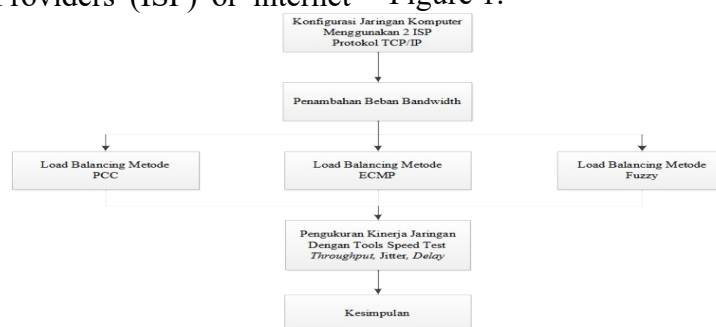 Providers (ISP) or internet
Figure 1.
Konfigurasi Jaringan Komputer
Menggunakan 2 ISP
Protokol TCP/IP
Penambahan Beban Bandwidth
Load Balancing Metode
PCC
Load Balancing Metode
ECMP
Load Balancing Metode
Fuzzy
Pengukuran Kinerja Jaringan
Dengan Tools Speed Test
Throughput, Jitter, Delay
Kesimpulan